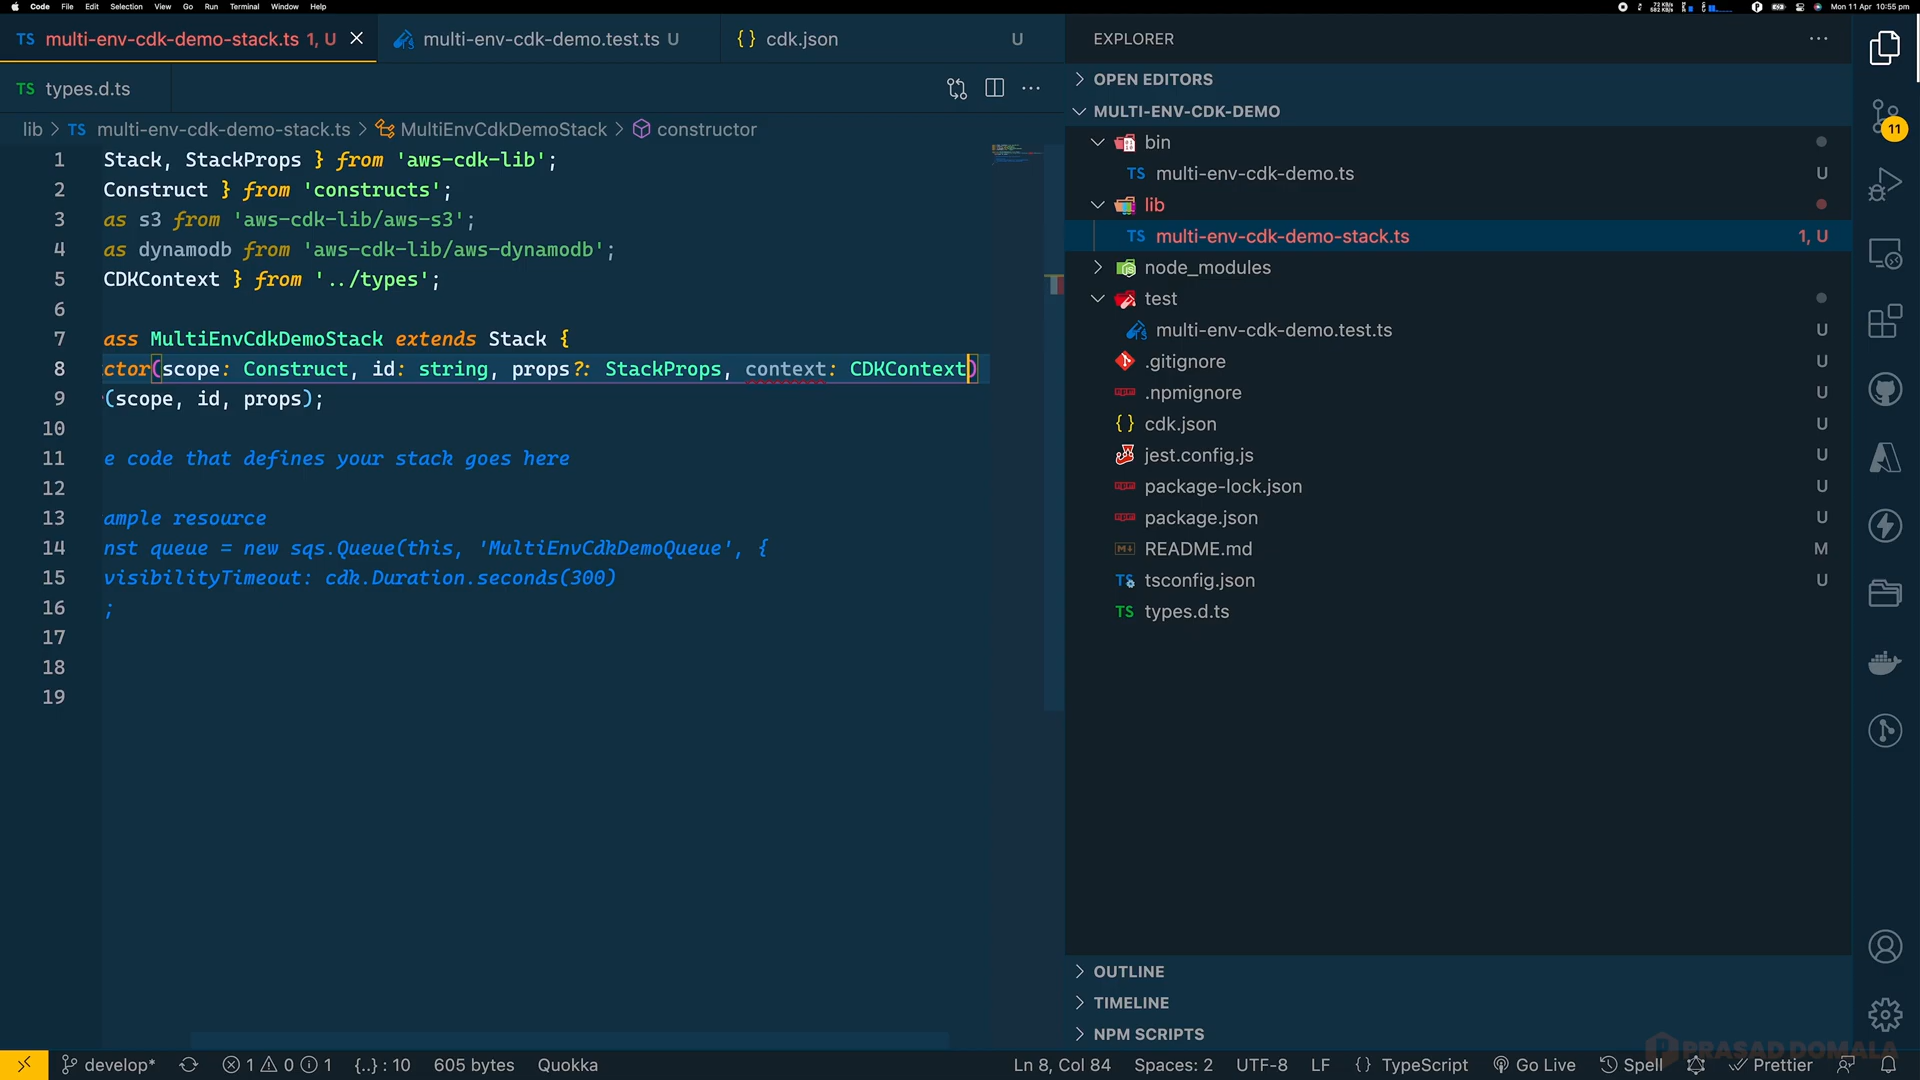 Code File Edit Selection View Go Run Terminal Window Help
72 KB/s
682 KB/s
Mon 11 Apr 10:55 pm
TS multi-env-cdk-demo-stack.ts 1, U
multi-env-cdk-demo.test.ts U
{} cdk.json U
TS types.d.ts
lib > TS multi-env-cdk-demo-stack.ts > MultiEnvCdkDemoStack > constructor
1 Stack, StackProps } from 'aws-cdk-lib';
2 Construct } from 'constructs';
3 as s3 from 'aws-cdk-lib/aws-s3';
4 as dynamodb from 'aws-cdk-lib/aws-dynamodb';
5 CDKContext } from '../types';
6
7 ass MultiEnvCdkDemoStack extends Stack {
8 ctor(scope: Construct, id: string, props?: StackProps, context: CDKContext)
9 (scope, id, props);
10
11 e code that defines your stack goes here
12
13 ample resource
14 nst queue = new sqs.Queue(this, 'MultiEnvCdkDemoQueue', {
15 visibilityTimeout: cdk.Duration.seconds(300)
16 ;
17
18
19
EXPLORER
OPEN EDITORS
MULTI-ENV-CDK-DEMO
bin
TS multi-env-cdk-demo.ts U
lib
TS multi-env-cdk-demo-stack.ts 1, U
node_modules
test
multi-env-cdk-demo.test.ts U
.gitignore U
.npmignore U
{} cdk.json U
jest.config.js U
package-lock.json U
package.json U
README.md M
TS tsconfig.json U
TS types.d.ts
OUTLINE
TIMELINE
NPM SCRIPTS
11
PRASAD DOMALA
develop* 1 0 1 {..} : 10 605 bytes Quokka
Ln 8, Col 84 Spaces: 2 UTF-8 LF {} TypeScript Go Live Spell Prettier